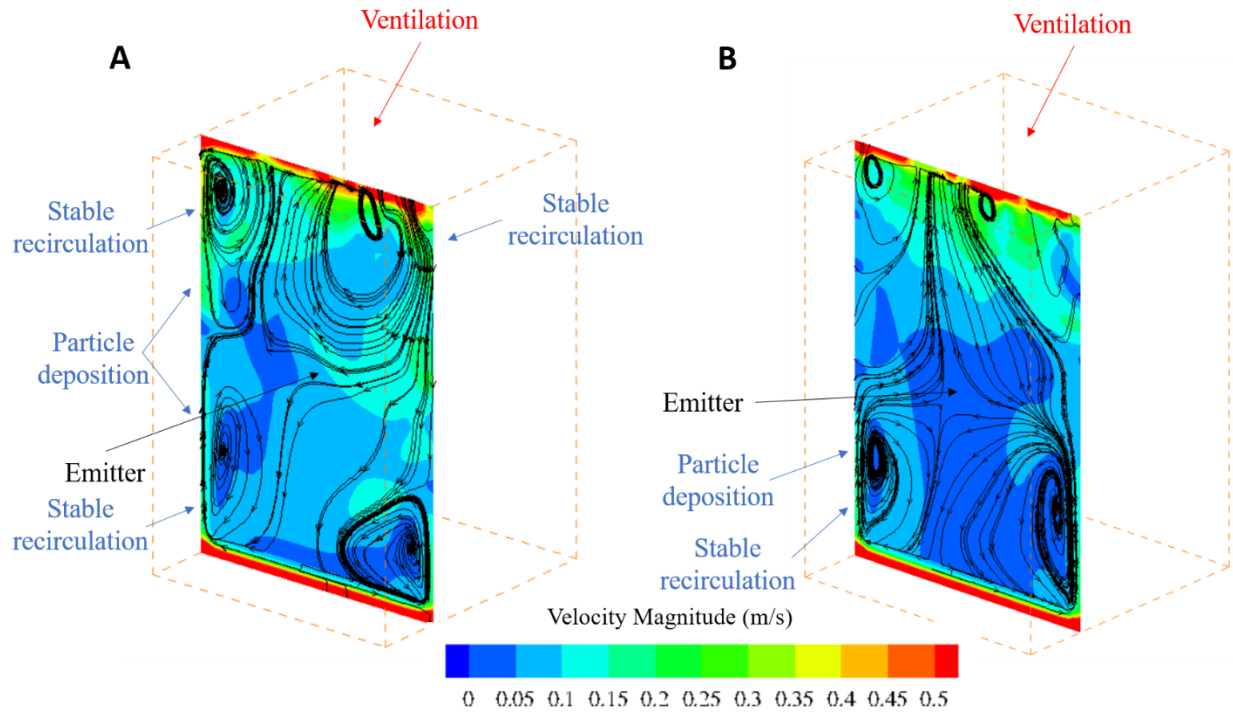 A
Ventilation
Stable
recirculation
Stable
recirculation
Particle
deposition
Emitter
Stable
recirculation
B
Ventilation
Emitter
Particle
deposition
Stable
recirculation
Velocity Magnitude (m/s)
0 0.05 0.1 0.15 0.2 0.25 0.3 0.35 0.4 0.45 0.5